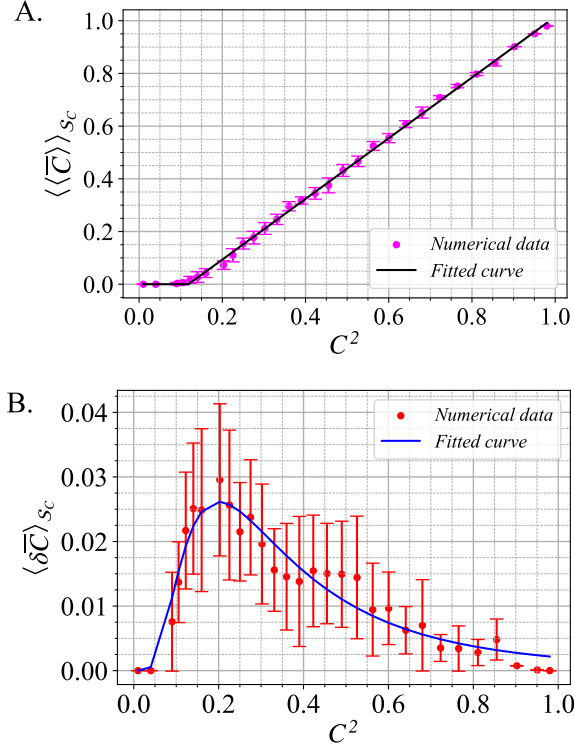 A.
1.0
0.8
0.6
0.4
0.2
0.0
⟨⟨C̅⟩⟩_{S_C}
Numerical data
Fitted curve
0.0 0.2 0.4 0.6 0.8 1.0
C²
B.
0.04
0.03
0.02
0.01
0.00
⟨δC̅⟩_{S_C}
Numerical data
Fitted curve
0.0 0.2 0.4 0.6 0.8 1.0
C²